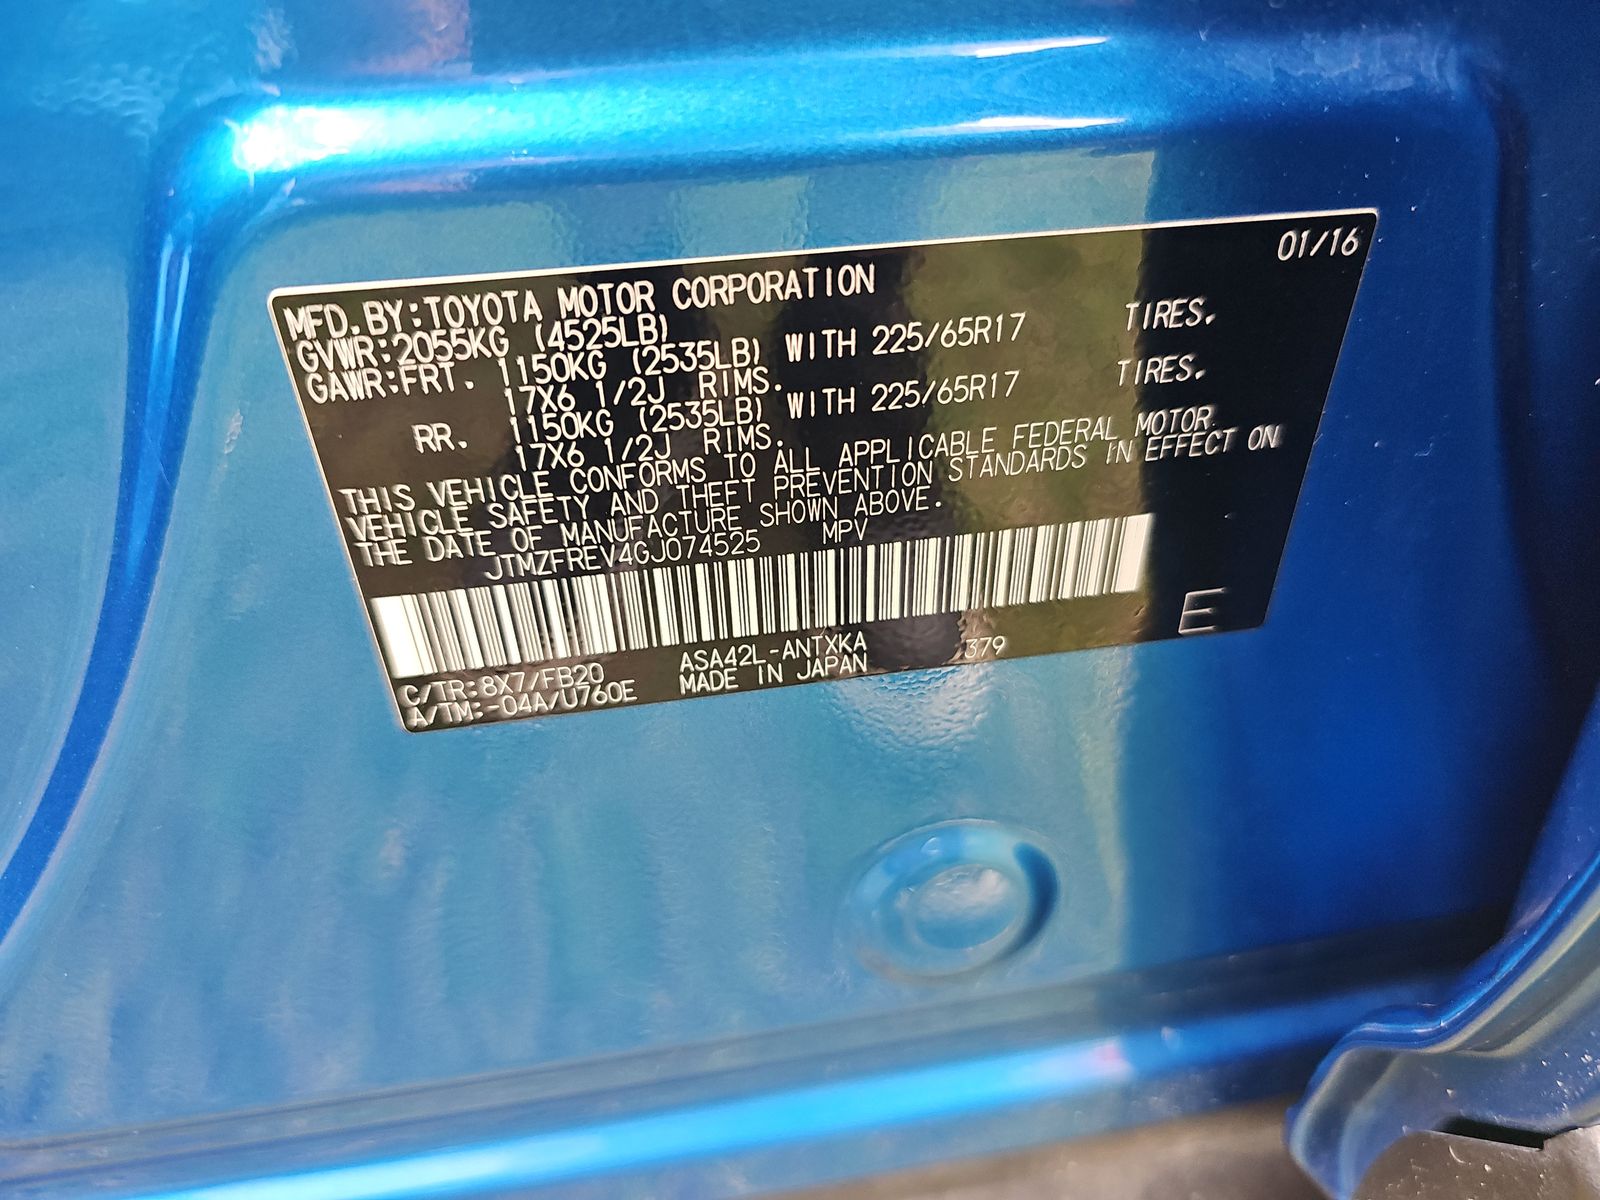 01/16
MFD. BY: TOYOTA MOTOR CORPORATION
GVWR: 2055KG (4525LB)
GAWR: FRT. 1150KG (2535LB) WITH 225/65R17 TIRES.
17X6 1/2J RIMS.
RR. 1150KG (2535LB) WITH 225/65R17 TIRES.
17X6 1/2J RIMS.
THIS VEHICLE CONFORMS TO ALL APPLICABLE FEDERAL MOTOR
VEHICLE SAFETY AND THEFT PREVENTION STANDARDS IN EFFECT ON
THE DATE OF MANUFACTURE SHOWN ABOVE.
JTMZFREV4GJ074525 MPV
E
C/TR: 8X7/FB20 ASA42L-ANTXKA 379
A/TM: -04A/U760E MADE IN JAPAN